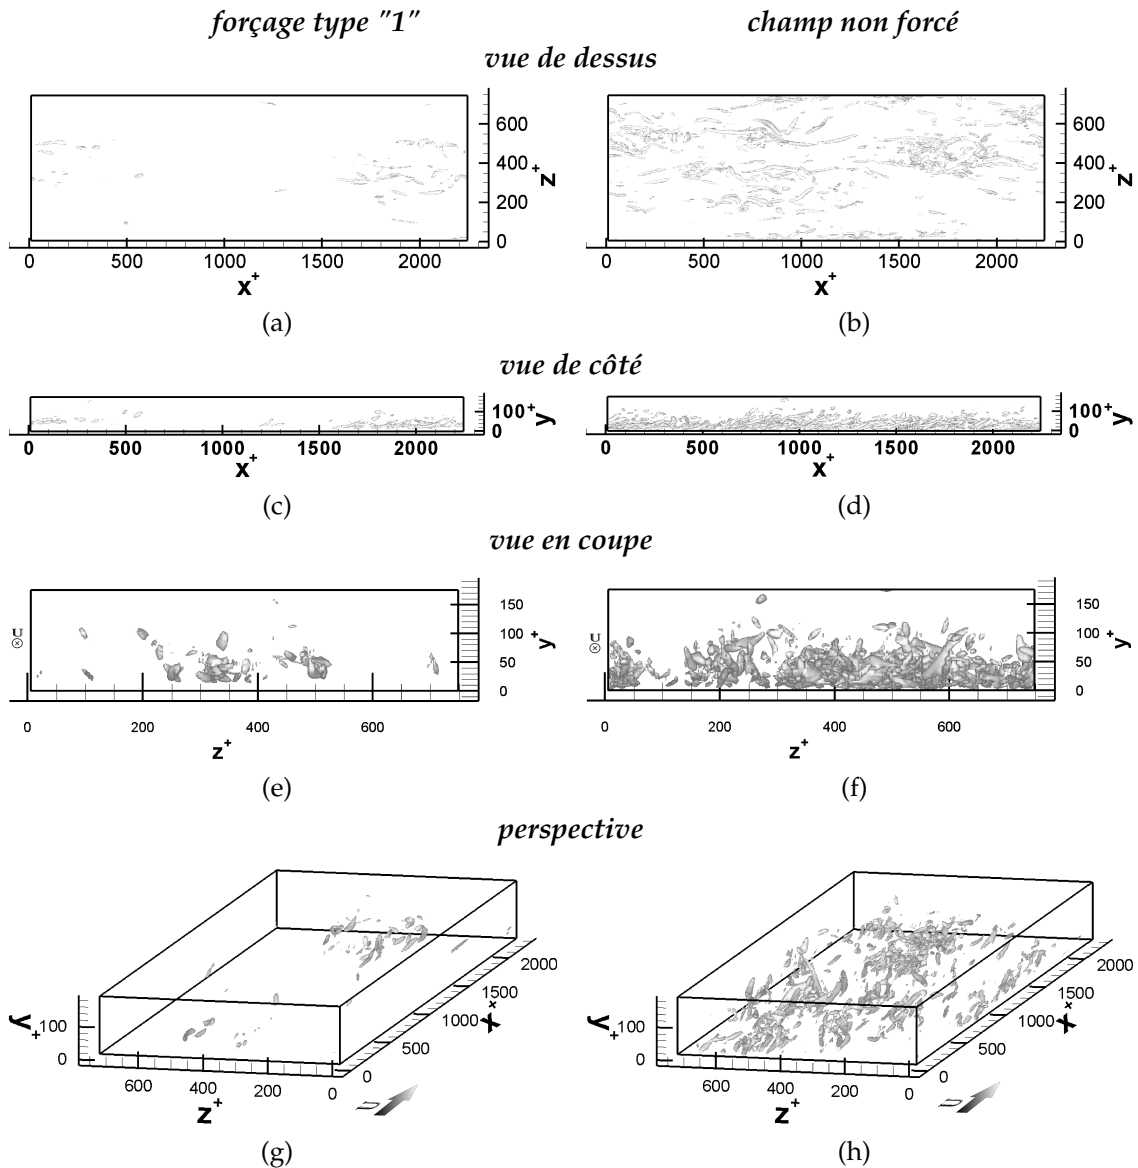 forçage type "1" champ non forcé
vue de dessus
600
400
200
0
z+
0 500 1000 1500 2000
x+
(a)
600
400
200
0
z+
0 500 1000 1500 2000
x+
(b)
vue de côté
100
0
y+
0 500 1000 1500 2000
x+
(c)
100
0
y+
0 500 1000 1500 2000
x+
(d)
vue en coupe
U
150
100
50
0
y+
0 200 400 600
z+
(e)
U
150
100
50
0
y+
0 200 400 600
z+
(f)
perspective
y+
100
0
600 400 200 0
z+
0 500 1000 1500 2000
x+
U
(g)
y+
100
0
600 400 200 0
z+
0 500 1000 1500 2000
x+
U
(h)